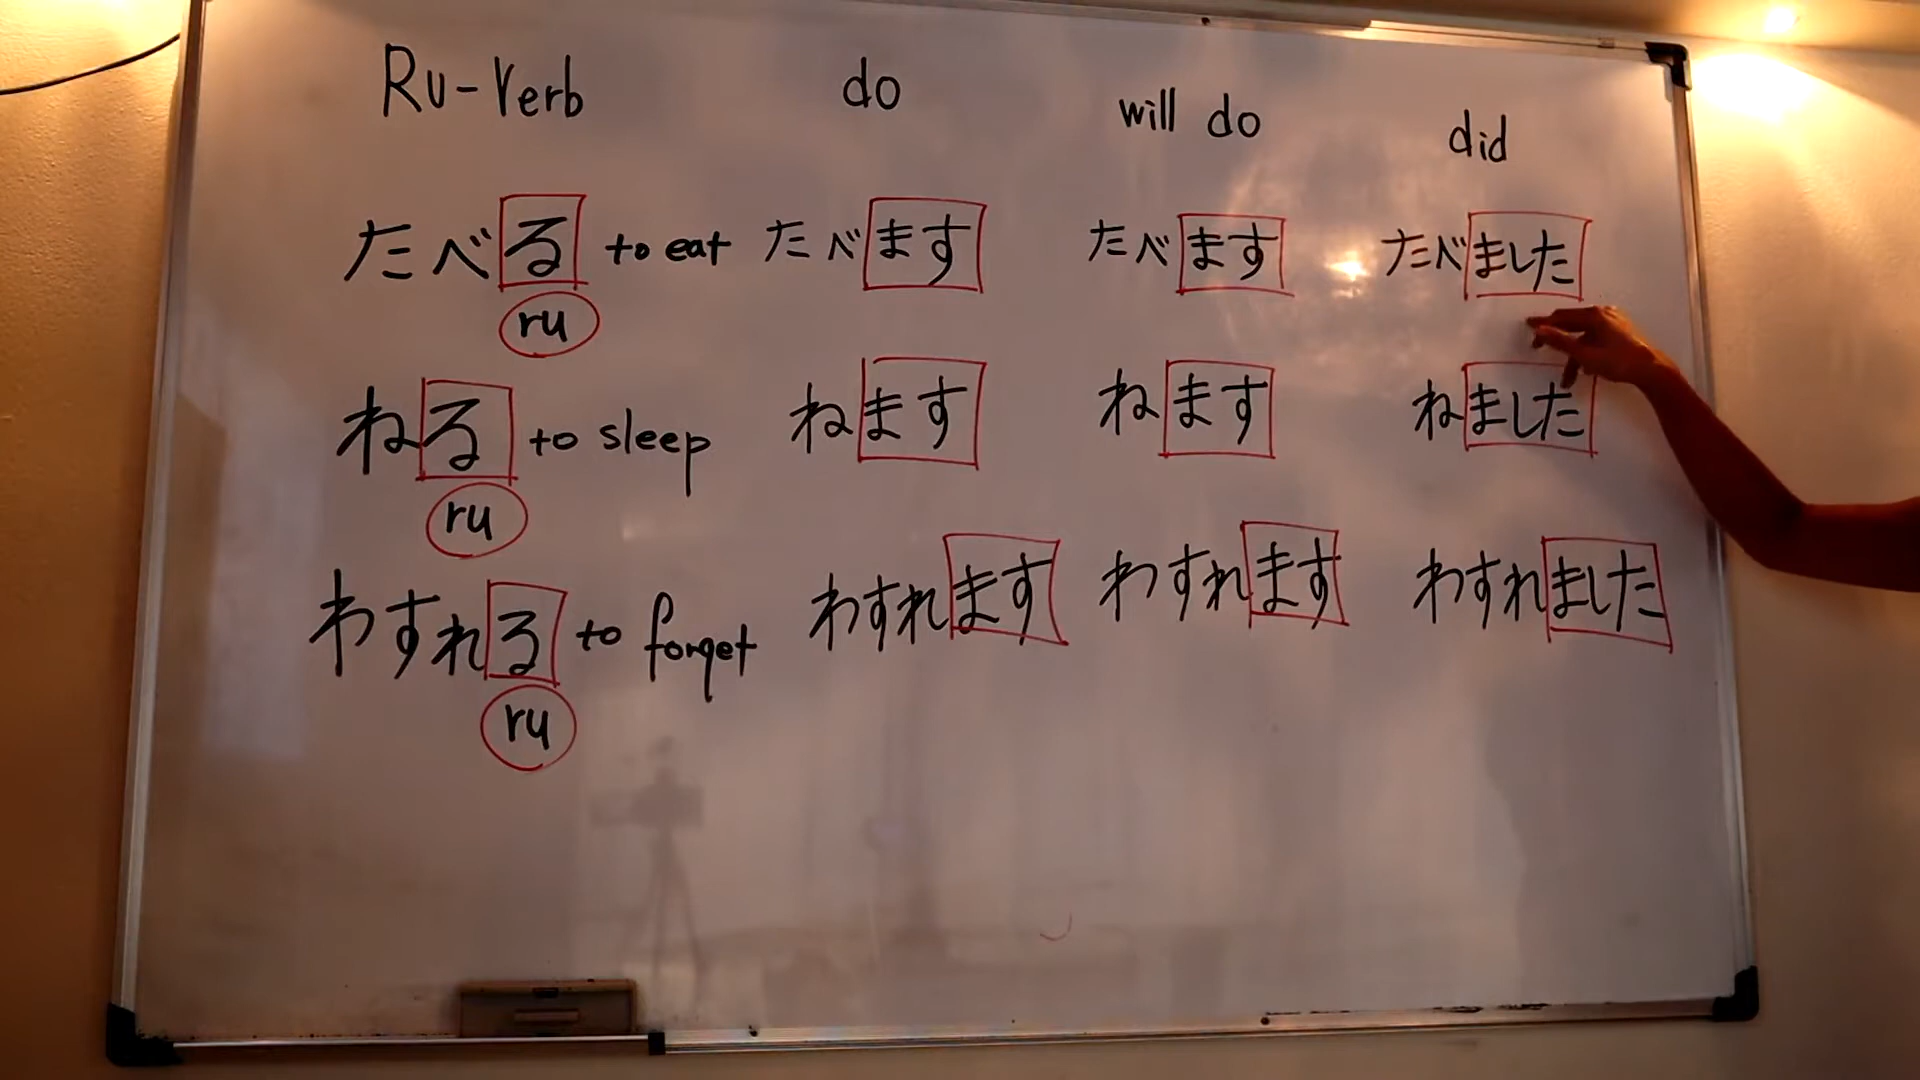 Ru-Verb do will do did
たべる to eat たべます たべます たべました
ru
ねる to sleep ねます ねます ねました
ru
わすれる to forget わすれます わすれます わすれました
ru